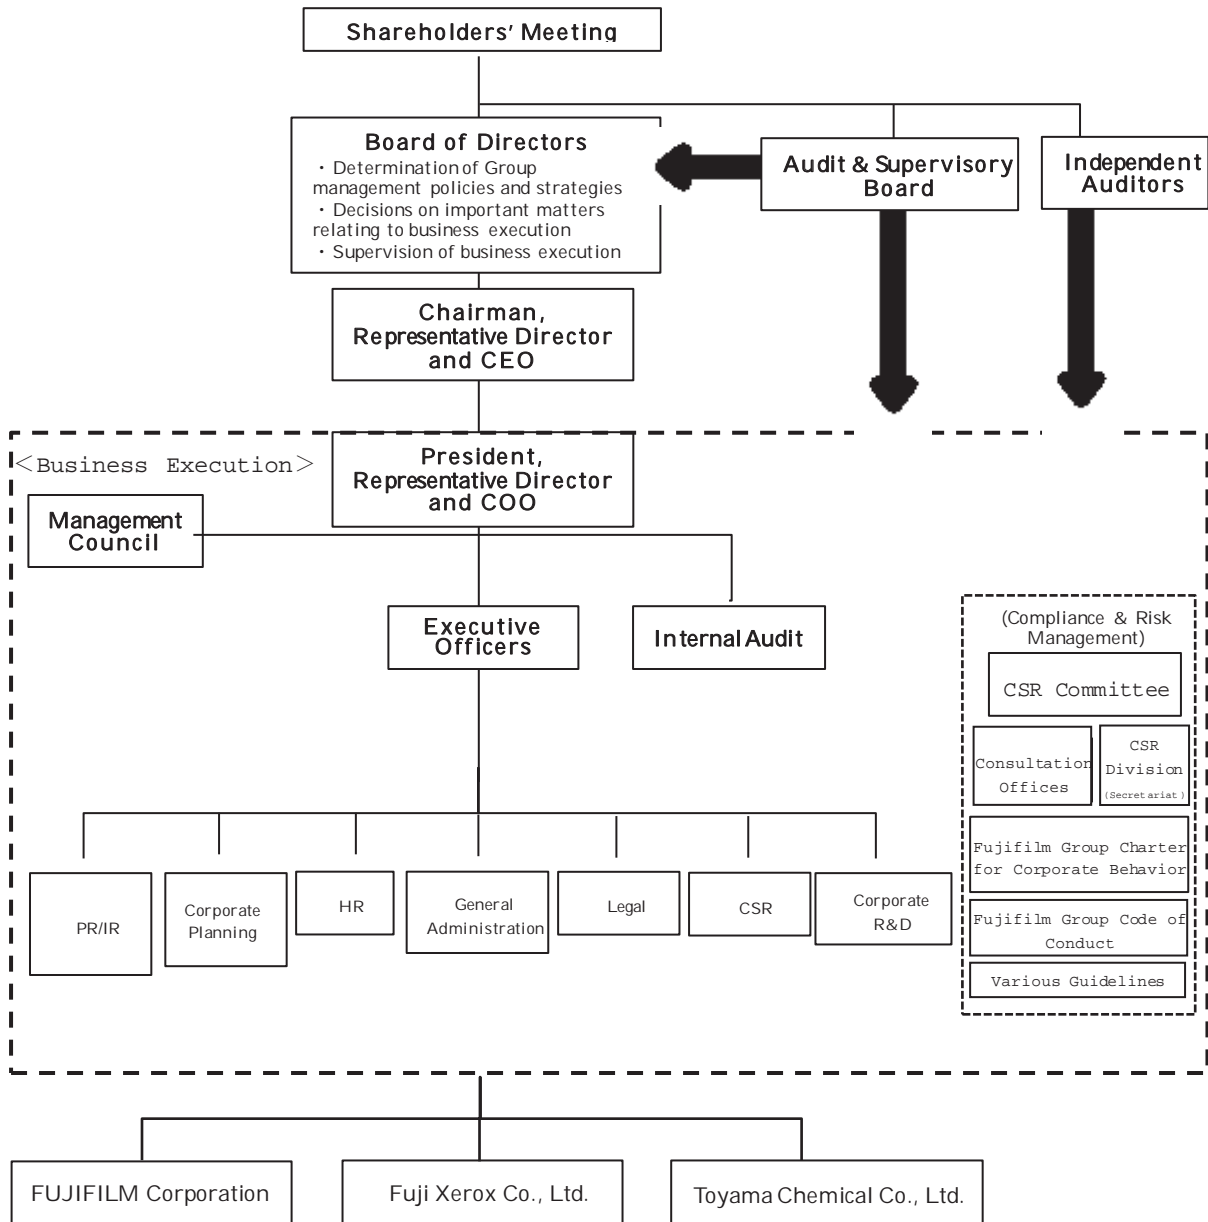 Shareholders' Meeting
Board of Directors
・Determination of Group
management policies and strategies
・Decisions on important matters
relating to business execution
・Supervision of business execution
Audit & Supervisory
Board
Independent
Auditors
Chairman,
Representative Director
and CEO
<Business Execution>
President,
Representative Director
and COO
Management
Council
Executive
Officers
Internal Audit
(Compliance & Risk
Management)
CSR Committee
Consultation
Offices
CSR
Division
(Secretariat)
Fujifilm Group Charter
for Corporate Behavior
Fujifilm Group Code of
Conduct
Various Guidelines
PR/IR
Corporate
Planning
HR
General
Administration
Legal
CSR
Corporate
R&D
FUJIFILM Corporation
Fuji Xerox Co., Ltd.
Toyama Chemical Co., Ltd.